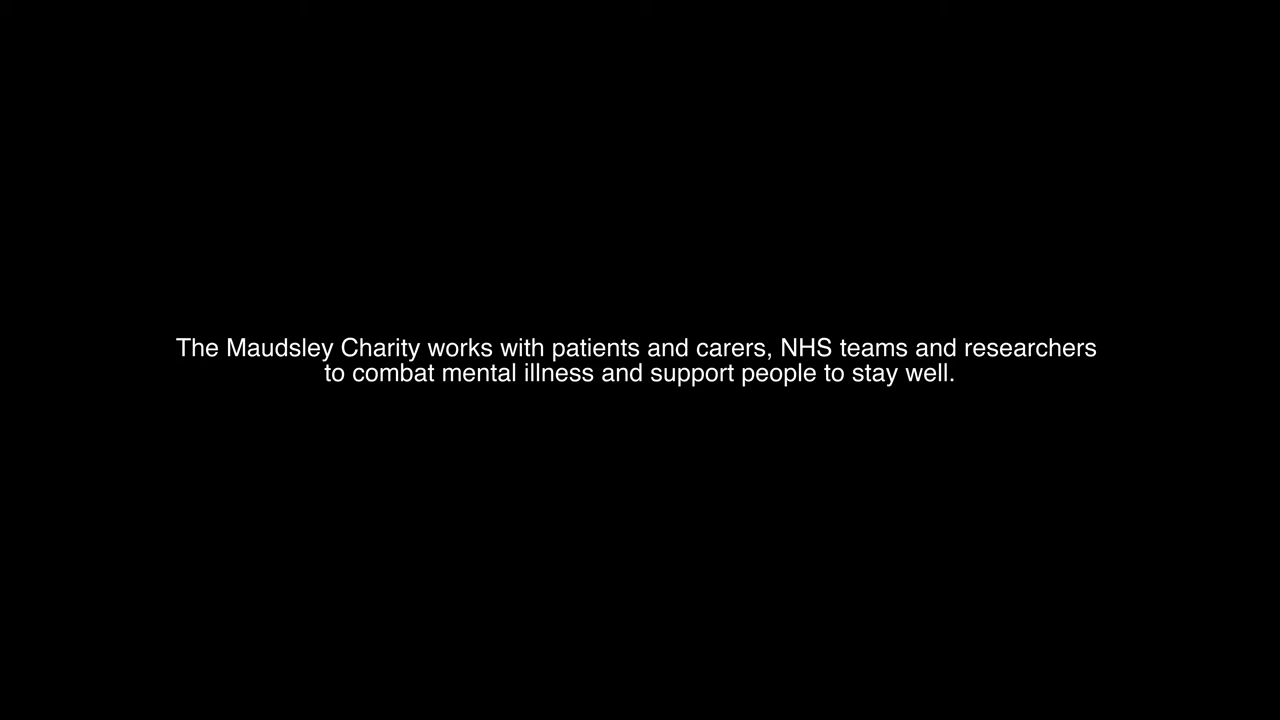 The Maudsley Charity works with patients and carers, NHS teams and researchers
to combat mental illness and support people to stay well.